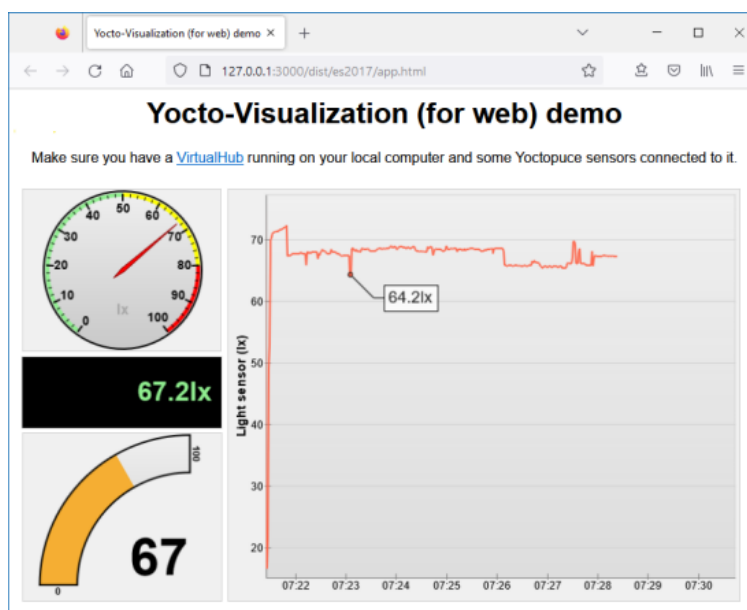 Yocto-Visualization (for web) demo
127.0.0.1:3000/dist/es2017/app.html
Yocto-Visualization (for web) demo
Make sure you have a VirtualHub running on your local computer and some Yoctopuce sensors connected to it.
0
10
20
30
40
50
60
70
80
90
100
lx
67.2lx
0
100
67
Light sensor (lx)
70
60
50
40
30
20
64.2lx
07:22 07:23 07:24 07:25 07:26 07:27 07:28 07:29 07:30